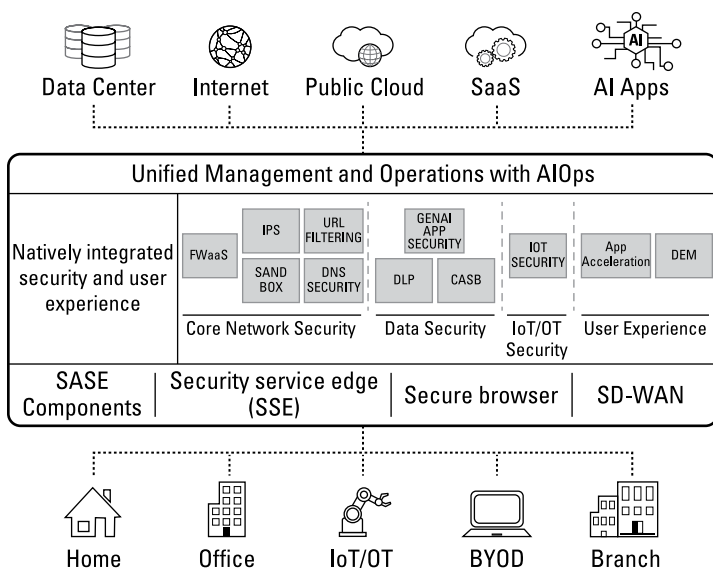 AI
Data Center
Internet
Public Cloud
SaaS
AI Apps
Unified Management and Operations with AIOps
Natively integrated
security and user
experience
FWaaS
IPS
URL
FILTERING
SAND
BOX
DNS
SECURITY
Core Network Security
GENAI
APP
SECURITY
DLP
CASB
Data Security
IOT
SECURITY
IoT/OT
Security
App
Acceleration
DEM
User Experience
SASE
Components
Security service edge
(SSE)
Secure browser
SD-WAN
Home
Office
IoT/OT
BYOD
Branch